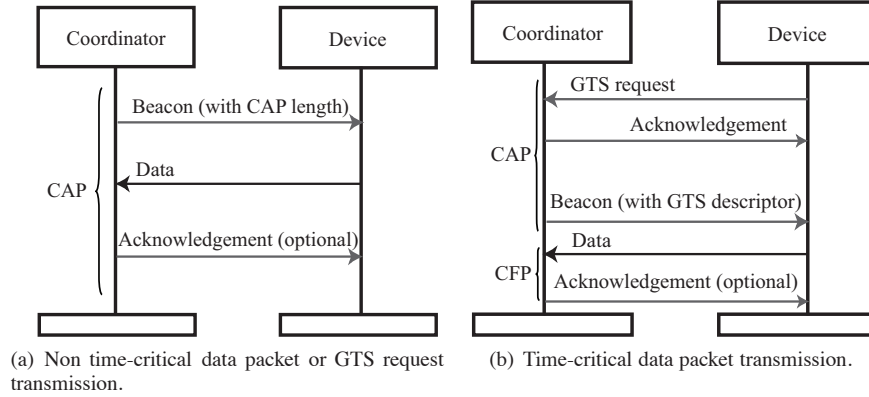 Coordinator
Device
Beacon (with CAP length)
Data
CAP
Acknowledgement (optional)
(a) Non time-critical data packet or GTS request
transmission.
Coordinator
Device
GTS request
Acknowledgement
CAP
Beacon (with GTS descriptor)
Data
CFP
Acknowledgement (optional)
(b) Time-critical data packet transmission.